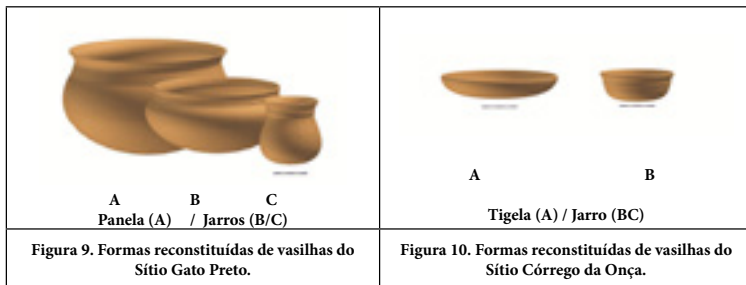 A B C
Panela (A) / Jarros (B/C)
Figura 9. Formas reconstituídas de vasilhas do
Sítio Gato Preto.
A B
Tigela (A) / Jarro (BC)
Figura 10. Formas reconstituídas de vasilhas do
Sítio Córrego da Onça.